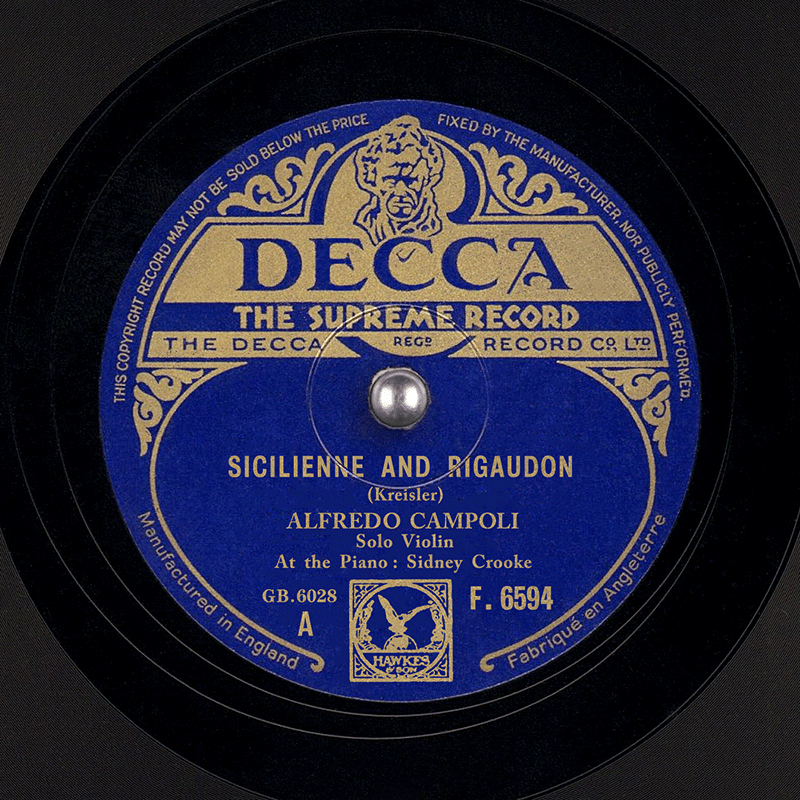 THIS COPYRIGHT RECORD MAY NOT BE SOLD BELOW THE PRICE FIXED BY THE MANUFACTURER, NOR PUBLICLY PERFORMED.
DECCA
THE SUPREME RECORD
THE DECCA REGD RECORD CO. LTD
SICILIENNE AND RIGAUDON
(Kreisler)
ALFREDO CAMPOLI
Solo Violin
At the Piano : Sidney Crooke
GB.6028 F. 6594
A
HAWKES
Manufactured in England
Fabriqué en Angleterre